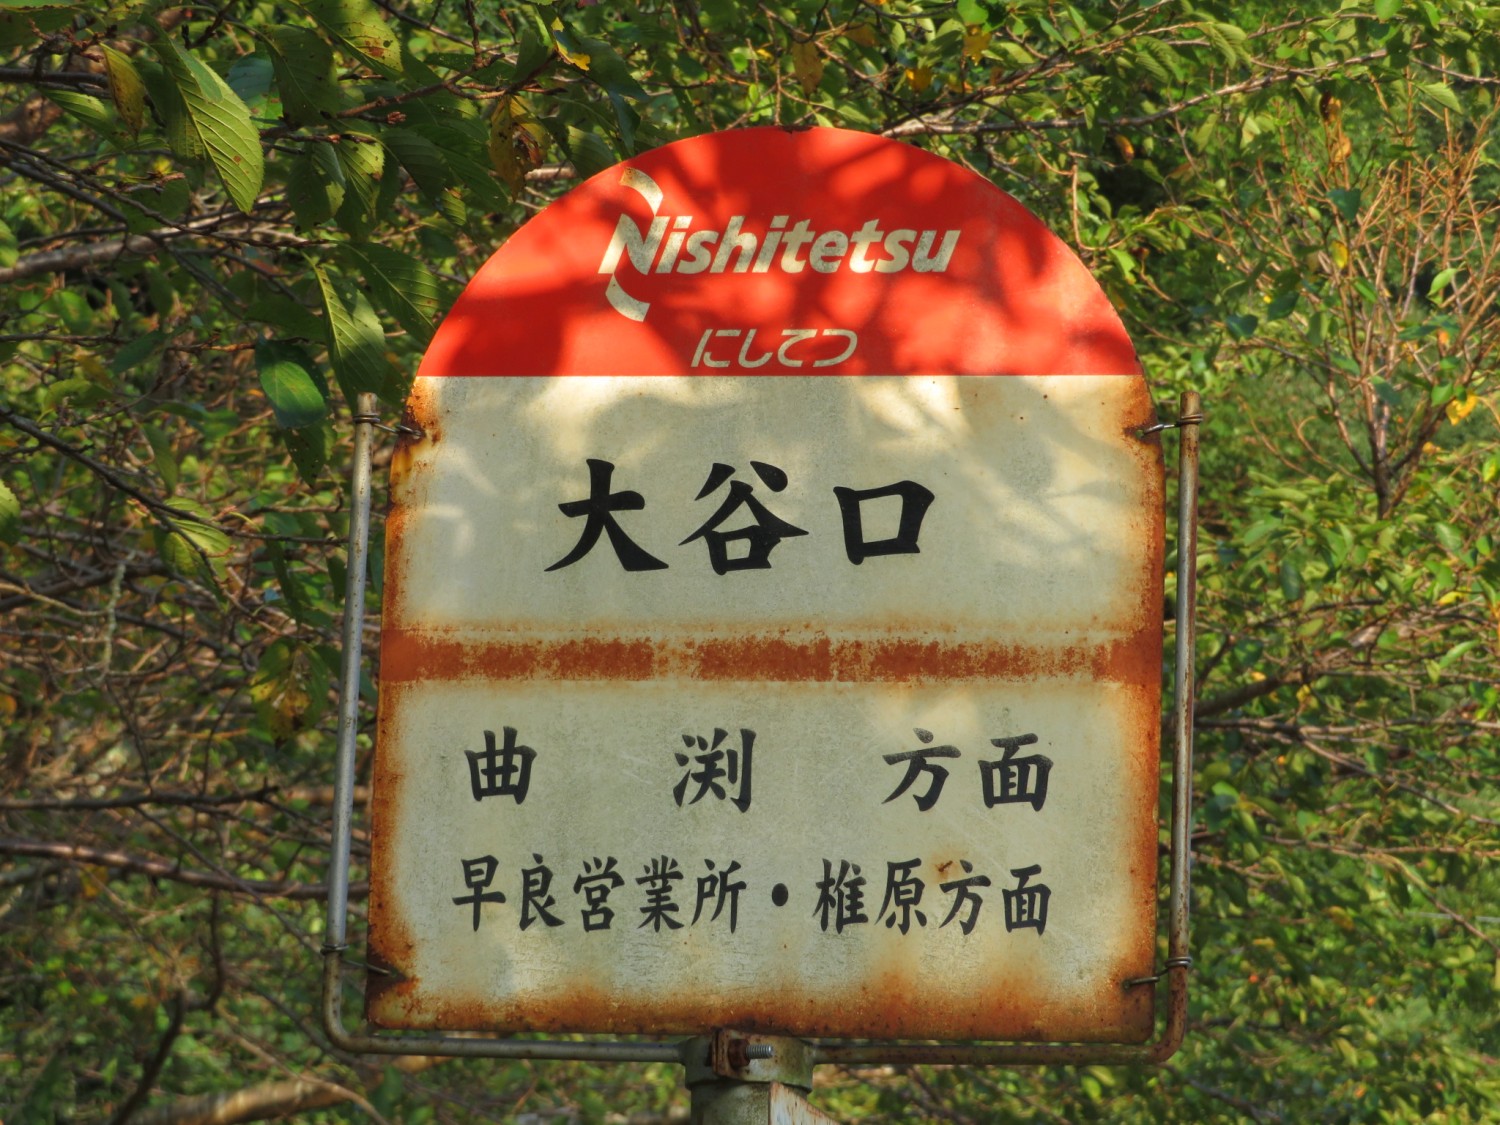 Nishitetsu
にしてつ
大谷口
曲渕方面
早良営業所・椎原方面